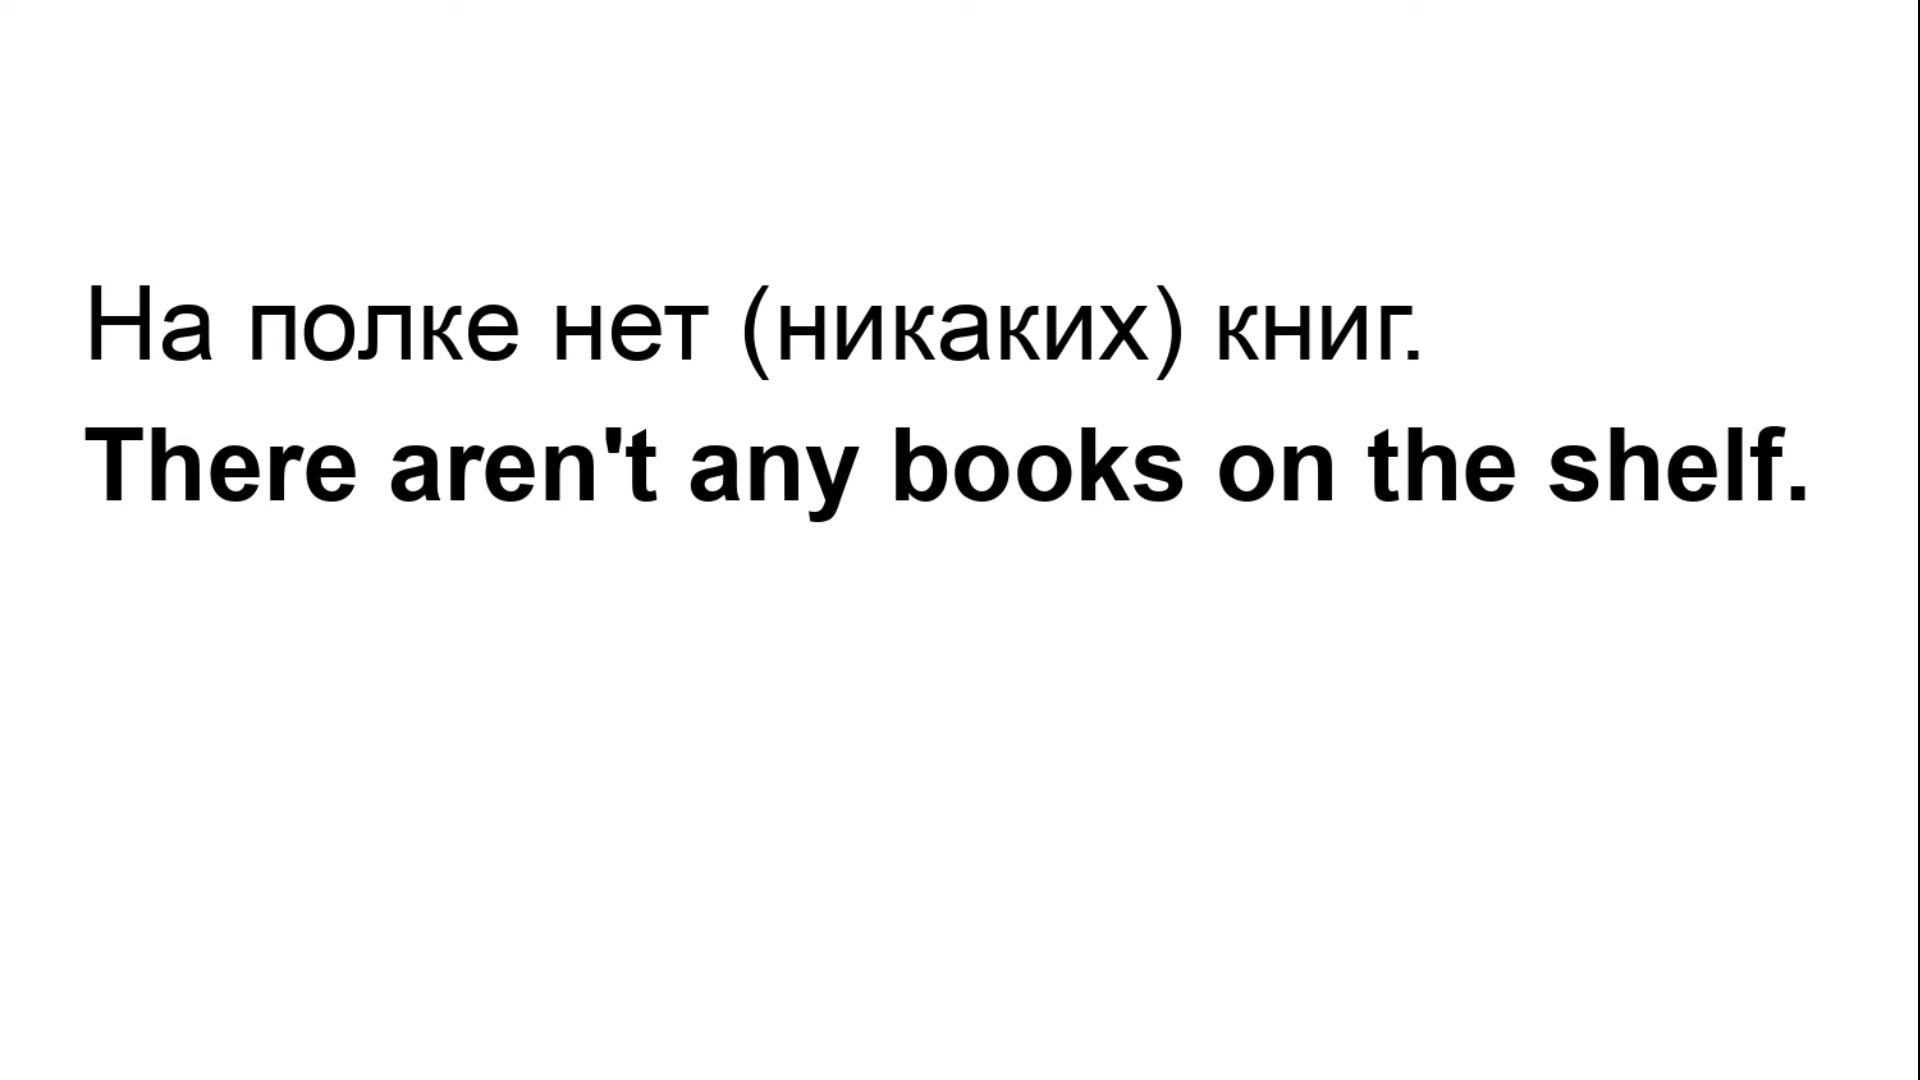 На полке нет (никаких) книг.
There aren't any books on the shelf.